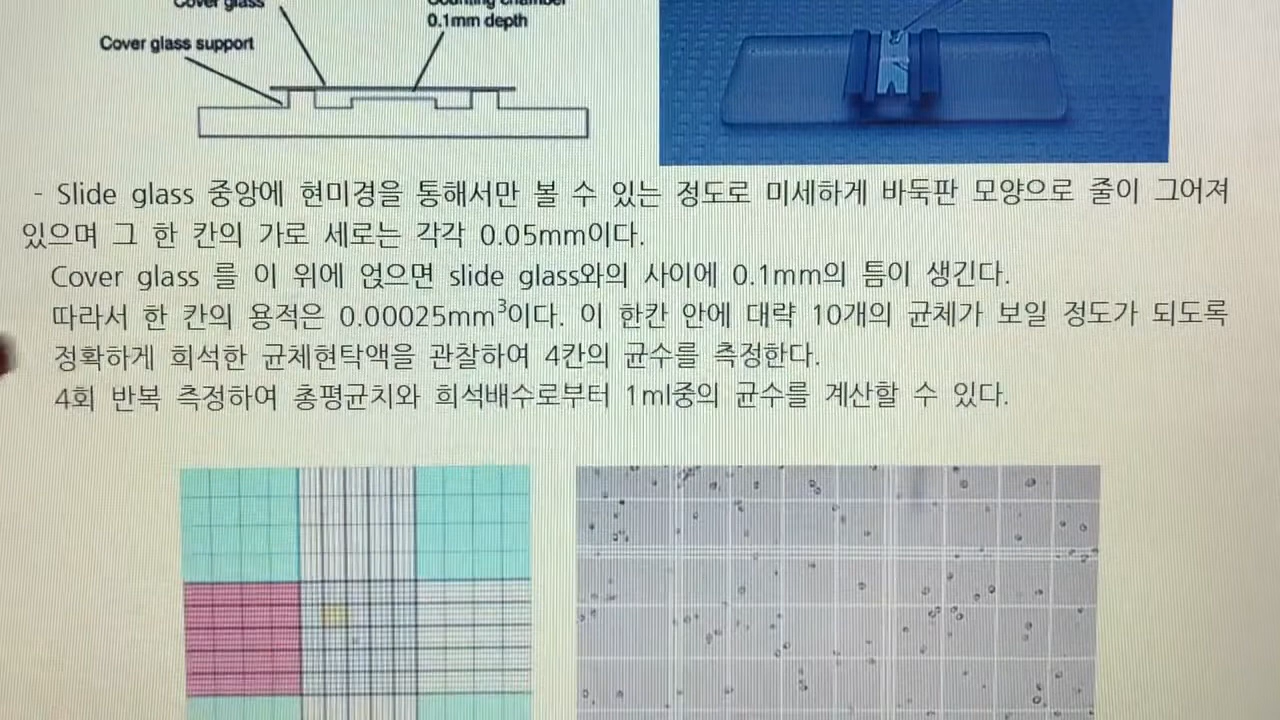 Cover glass
0.1mm depth
Cover glass support
- Slide glass 중앙에 현미경을 통해서만 볼 수 있는 정도로 미세하게 바둑판 모양으로 줄이 그어져
있으며 그 한 칸의 가로 세로는 각각 0.05mm이다.
Cover glass 를 이 위에 얹으면 slide glass와의 사이에 0.1mm의 틈이 생긴다.
따라서 한 칸의 용적은 0.00025mm³이다. 이 한칸 안에 대략 10개의 균체가 보일 정도가 되도록
정확하게 희석한 균체현탁액을 관찰하여 4칸의 균수를 측정한다.
4회 반복 측정하여 총평균치와 희석배수로부터 1ml중의 균수를 계산할 수 있다.